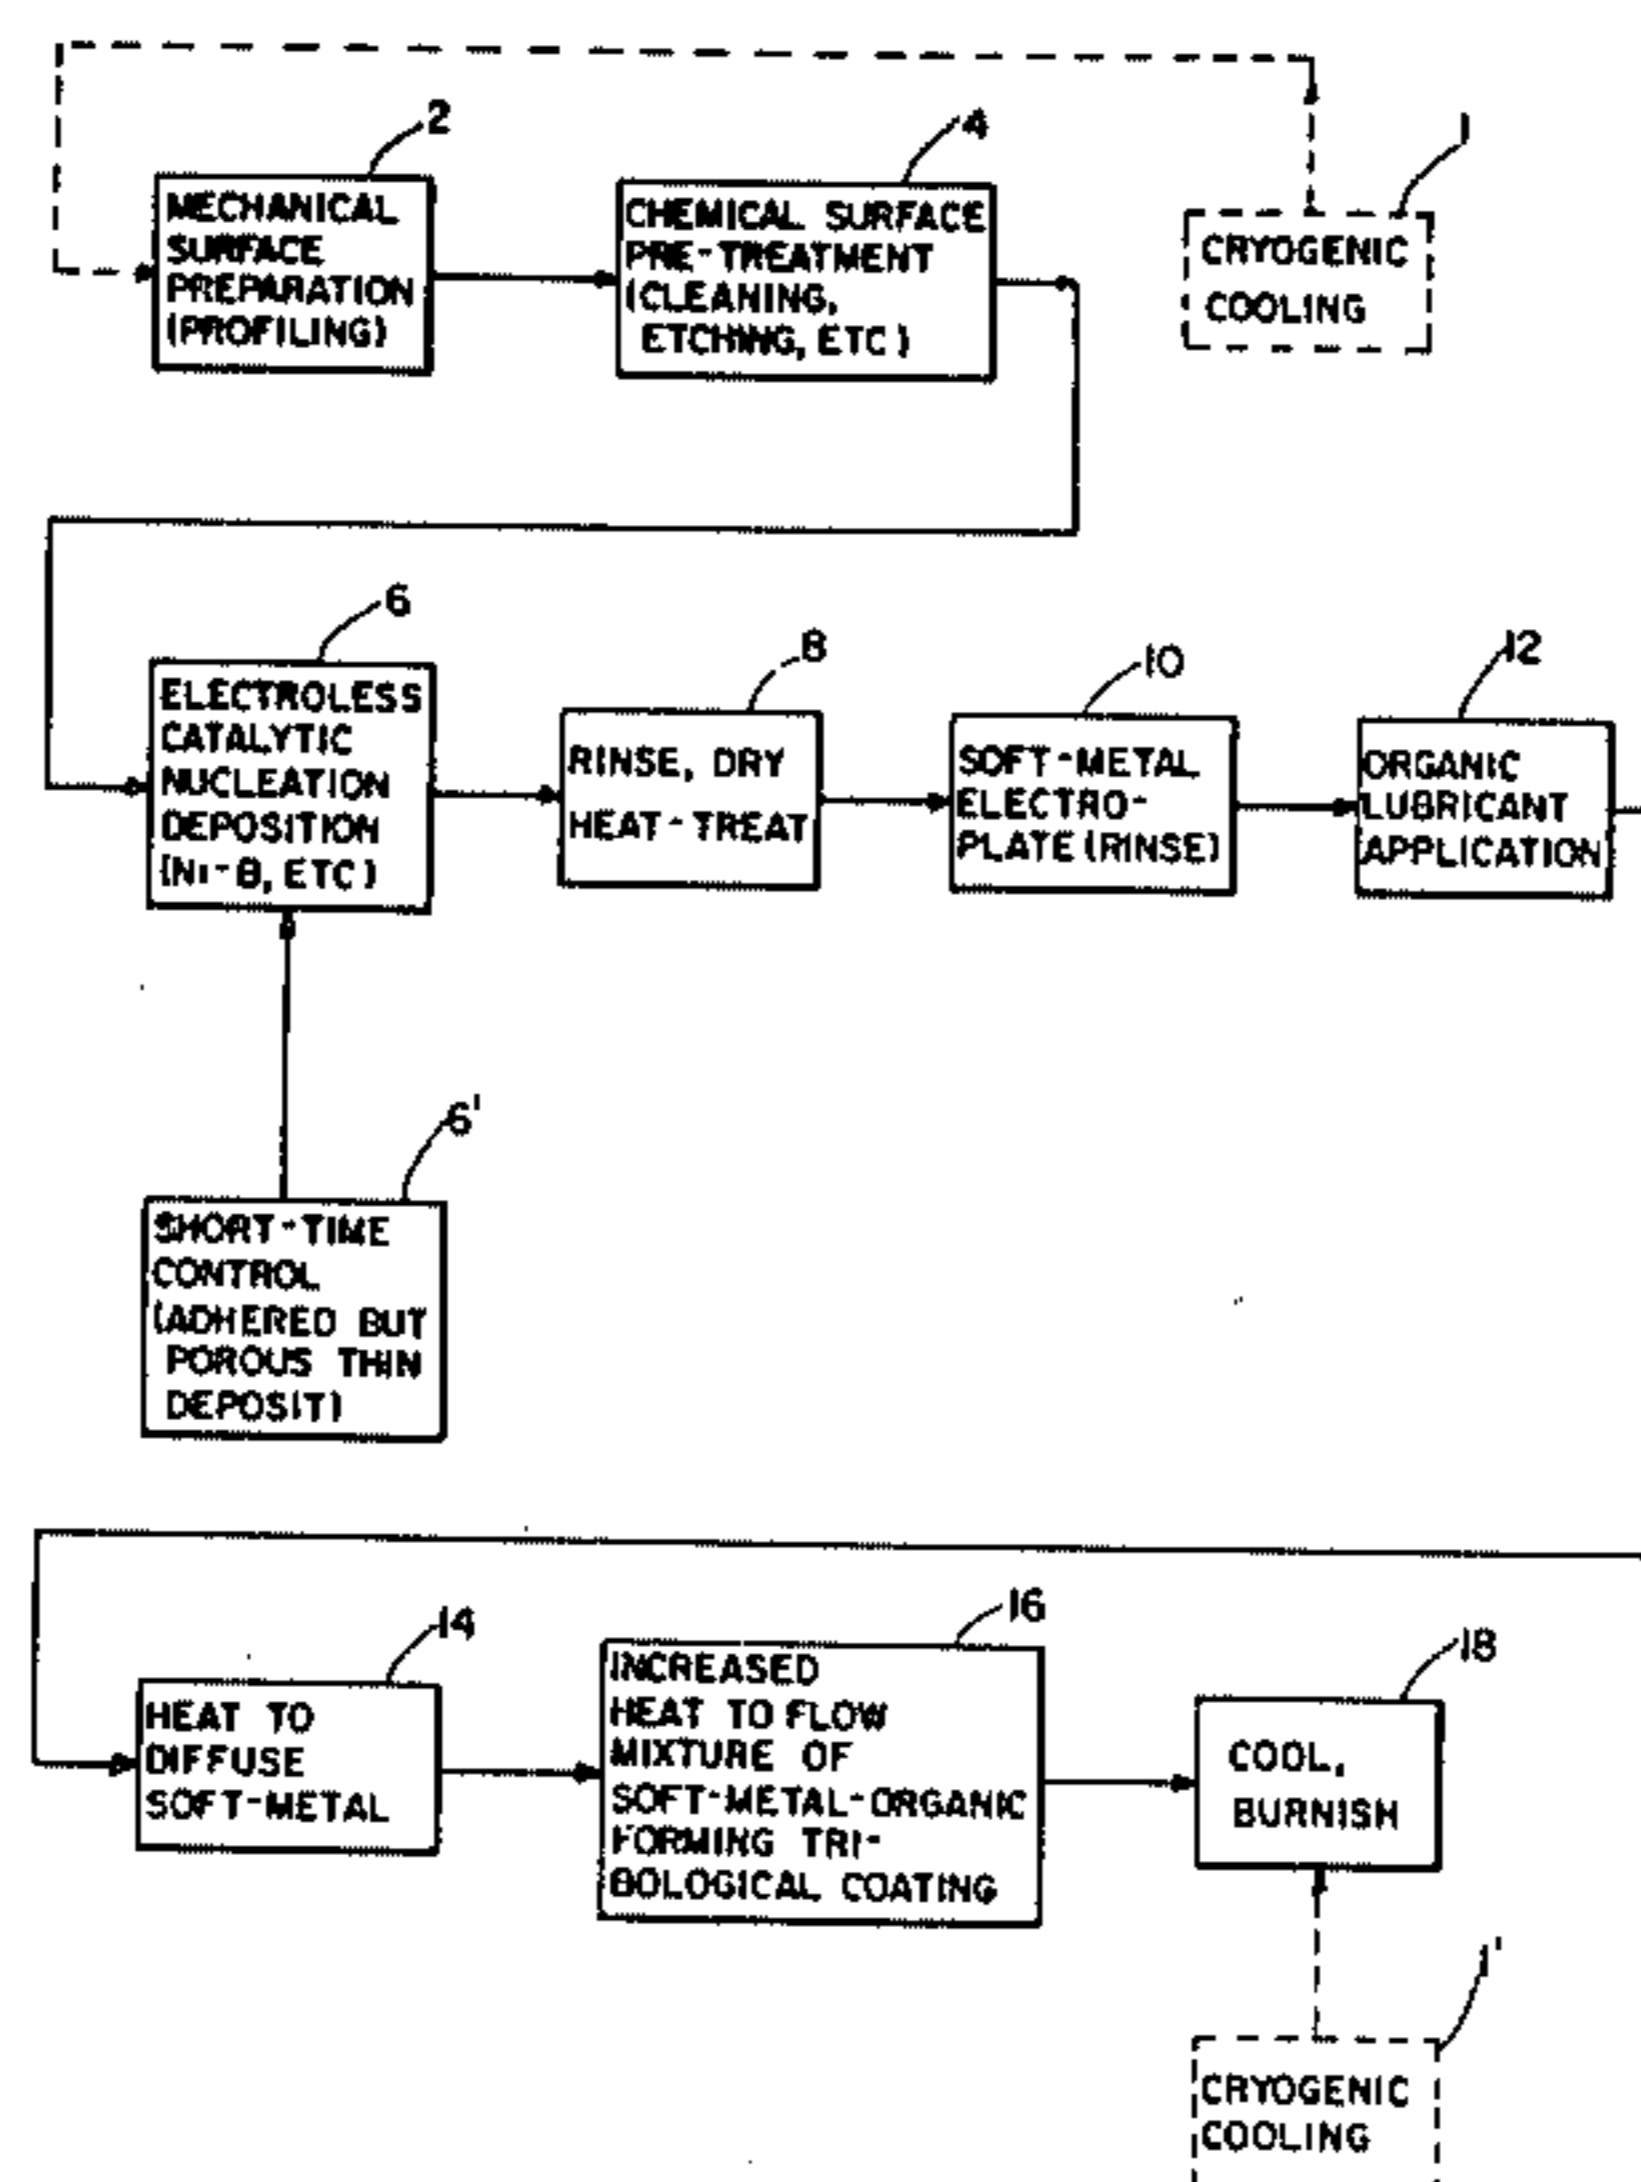 2
MECHANICAL
SURFACE
PREPARATION
(PROFILING)
4
CHEMICAL SURFACE
PRE-TREATMENT
(CLEANING,
ETCHING, ETC)
1
CRYOGENIC
COOLING
6
ELECTROLESS
CATALYTIC
NUCLEATION
DEPOSITION
(Ni-B, ETC)
8
RINSE, DRY
HEAT-TREAT
10
SOFT-METAL
ELECTRO-
PLATE (RINSE)
12
ORGANIC
LUBRICANT
APPLICATION
6'
SHORT-TIME
CONTROL
(ADHERED BUT
POROUS THIN
DEPOSIT)
14
HEAT TO
DIFFUSE
SOFT-METAL
16
INCREASED
HEAT TO FLOW
MIXTURE OF
SOFT-METAL-ORGANIC
FORMING TRI-
BOLOGICAL COATING
18
COOL,
BURNISH
1'
CRYOGENIC
COOLING